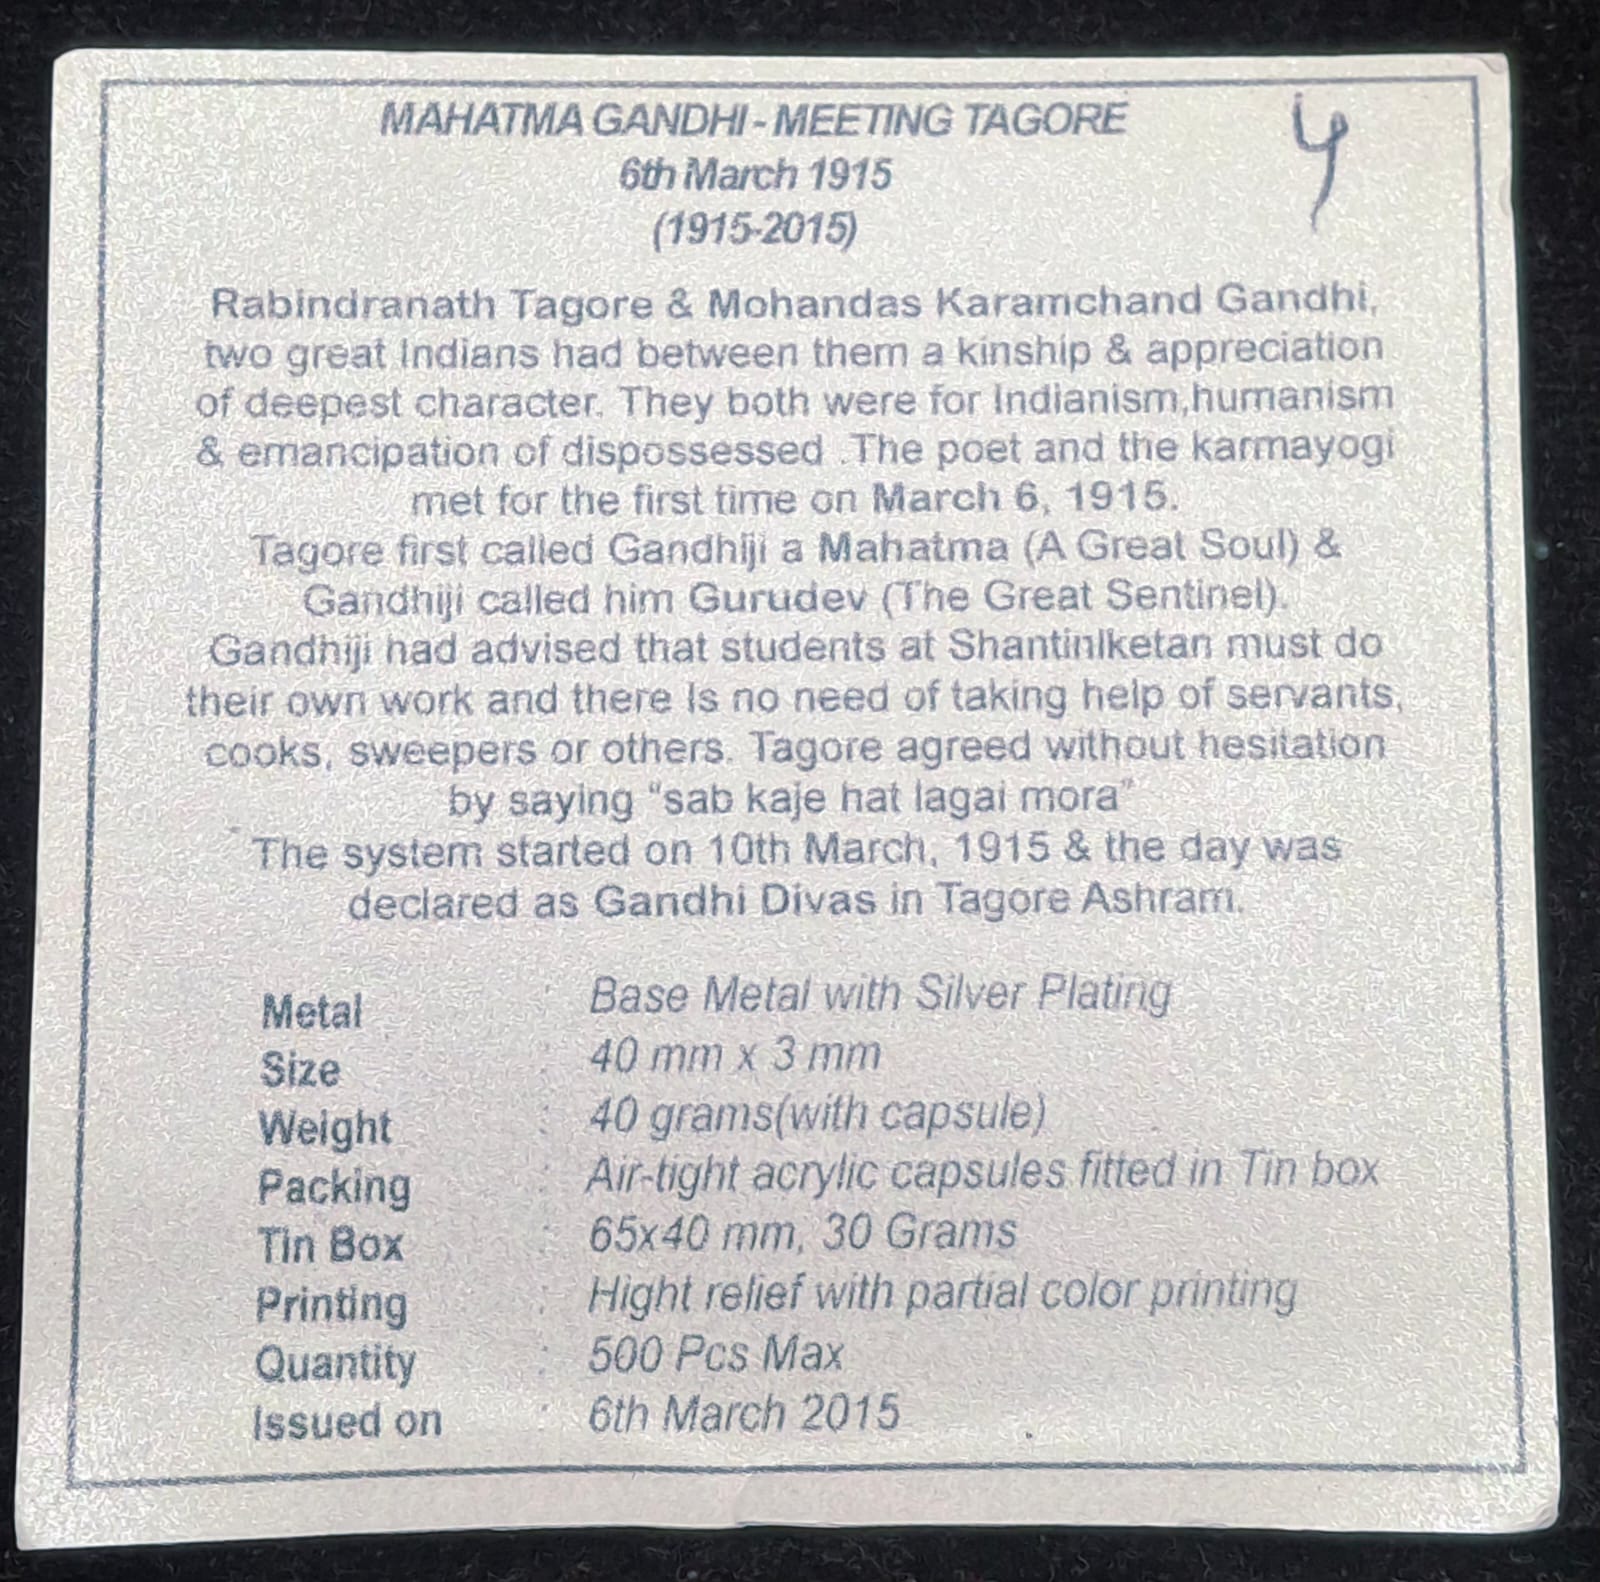 MAHATMA GANDHI - MEETING TAGORE
6th March 1915
(1915-2015)
Rabindranath Tagore & Mohandas Karamchand Gandhi,
two great Indians had between them a kinship & appreciation
of deepest character. They both were for Indianism,humanism
& emancipation of dispossessed .The poet and the karmayogi
met for the first time on March 6, 1915.
Tagore first called Gandhiji a Mahatma (A Great Soul) &
Gandhiji called him Gurudev (The Great Sentinel).
Gandhiji had advised that students at Shantiniketan must do
their own work and there is no need of taking help of servants,
cooks, sweepers or others. Tagore agreed without hesitation
by saying "sab kaje hat lagai mora"
The system started on 10th March, 1915 & the day was
declared as Gandhi Divas in Tagore Ashram.
Metal : Base Metal with Silver Plating
Size : 40 mm x 3 mm
Weight : 40 grams(with capsule)
Packing : Air-tight acrylic capsules fitted in Tin box
Tin Box : 65x40 mm, 30 Grams
Printing : Hight relief with partial color printing
Quantity : 500 Pcs Max
Issued on : 6th March 2015